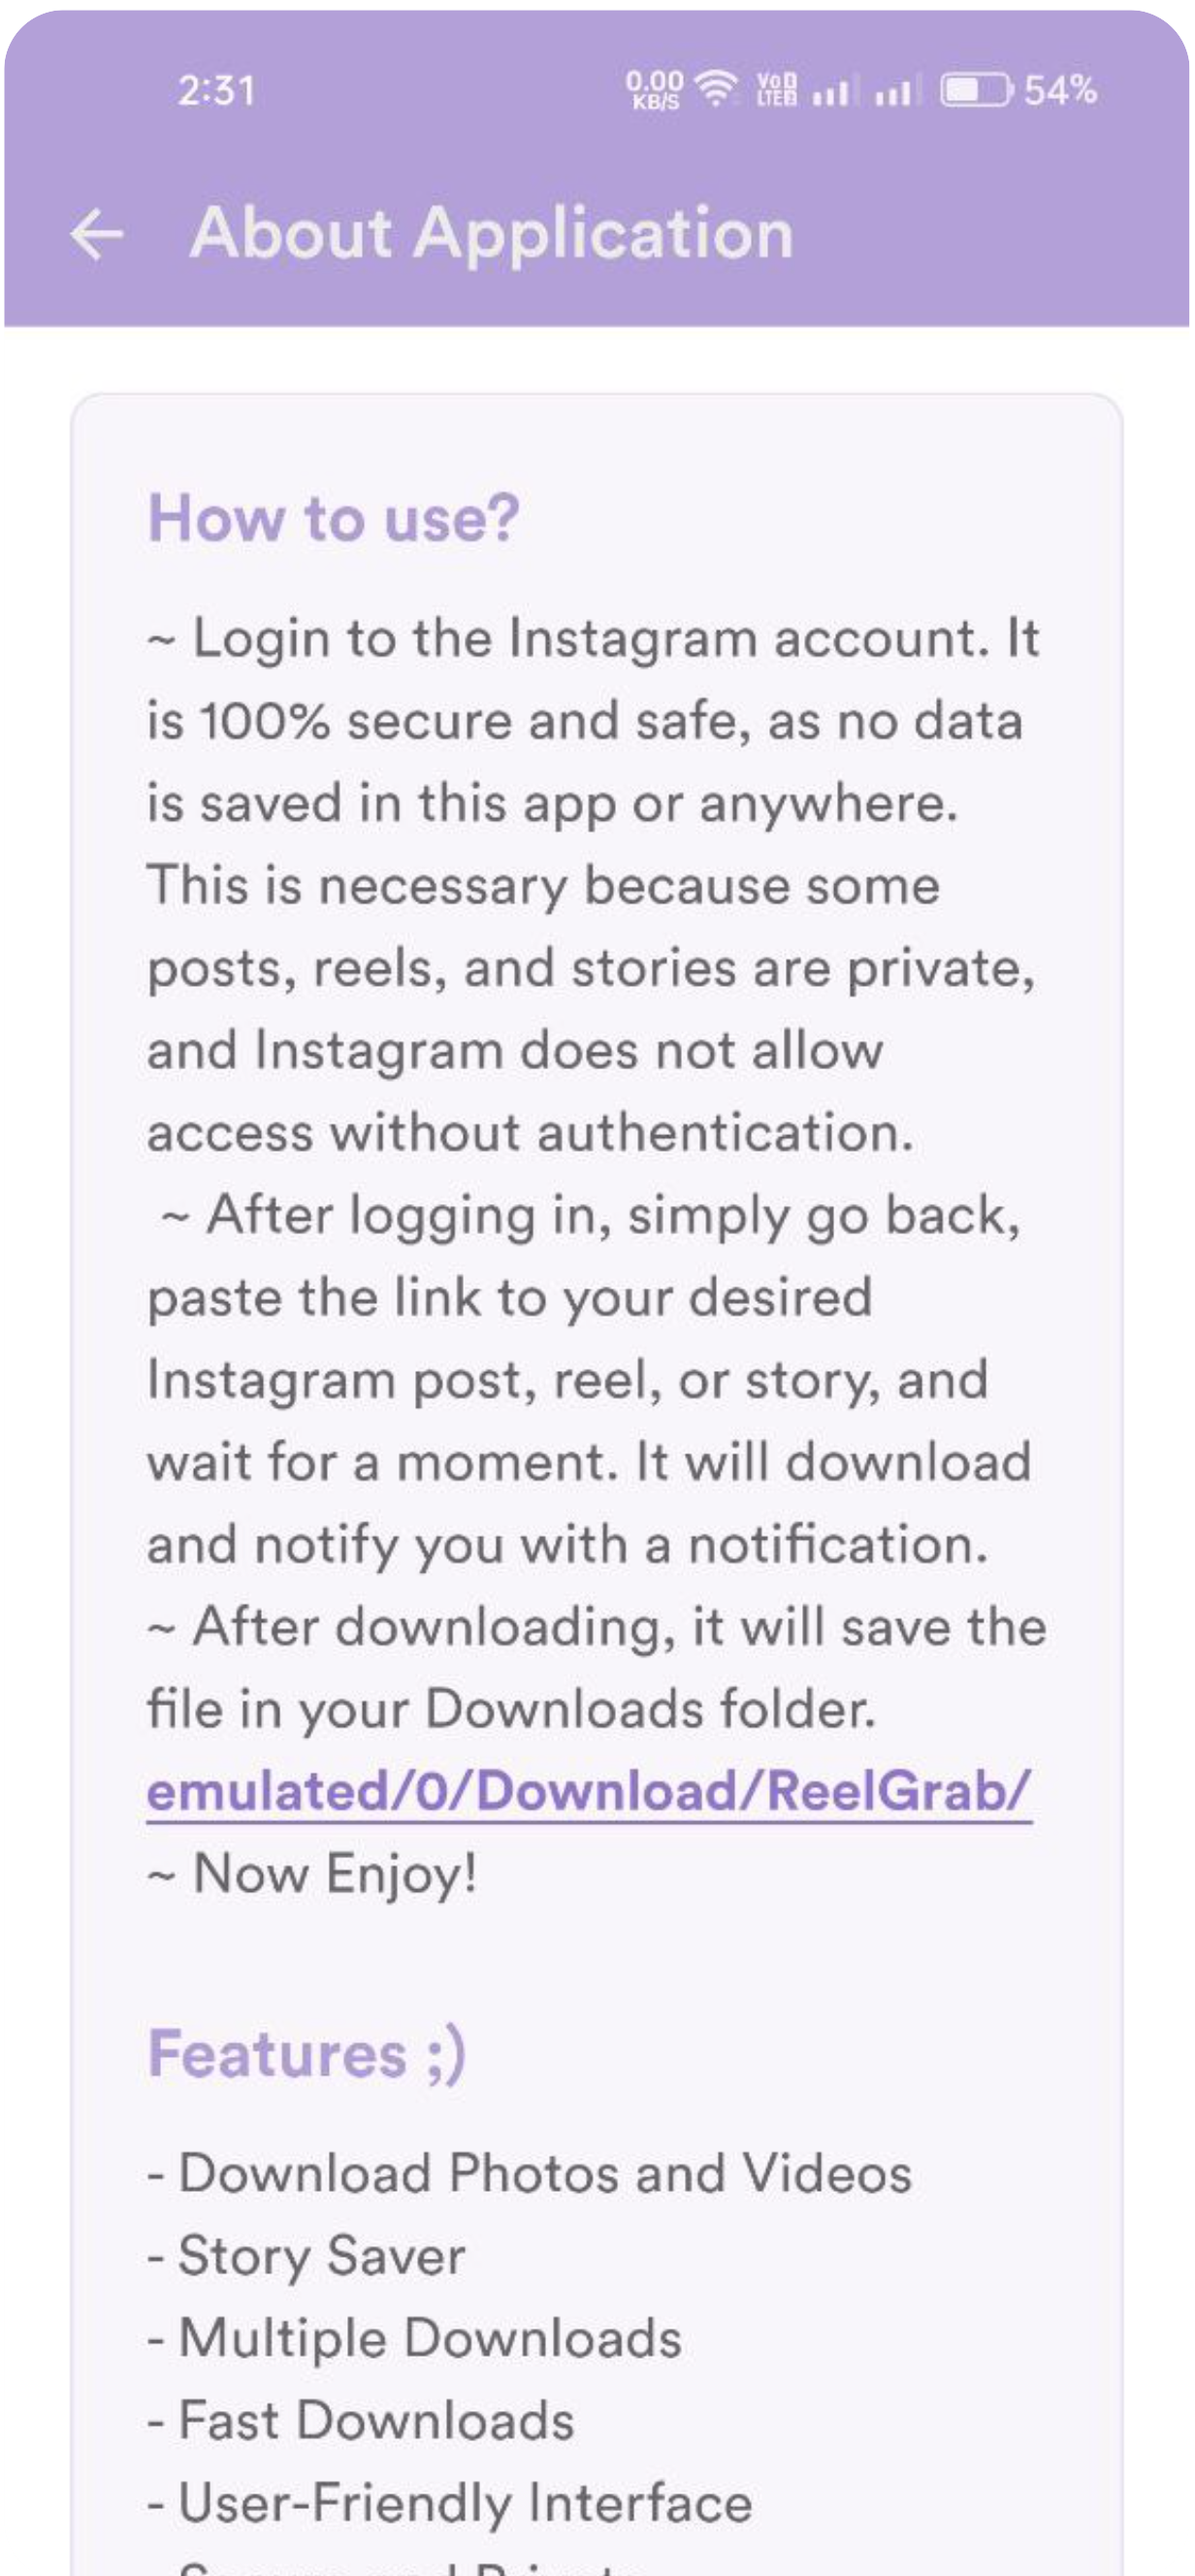 2:31
0.00 KB/S VoLTE 54%
About Application
How to use?
~ Login to the Instagram account. It
is 100% secure and safe, as no data
is saved in this app or anywhere.
This is necessary because some
posts, reels, and stories are private,
and Instagram does not allow
access without authentication.
~ After logging in, simply go back,
paste the link to your desired
Instagram post, reel, or story, and
wait for a moment. It will download
and notify you with a notification.
~ After downloading, it will save the
file in your Downloads folder.
emulated/0/Download/ReelGrab/
~ Now Enjoy!
Features ;)
- Download Photos and Videos
- Story Saver
- Multiple Downloads
- Fast Downloads
- User-Friendly Interface